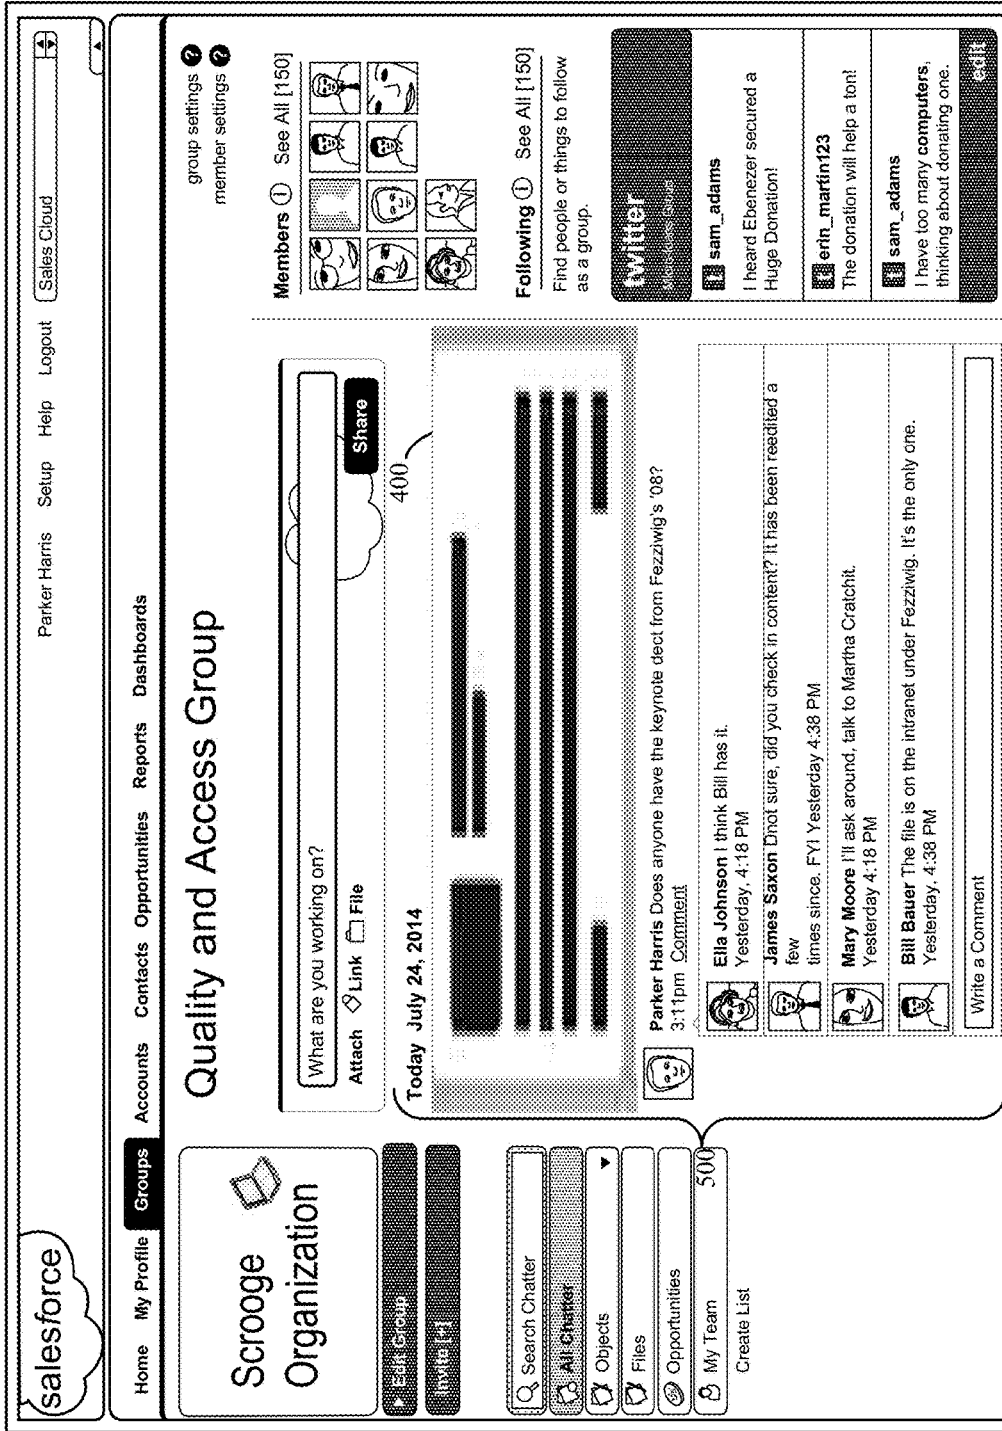 salesforce
Parker Harris Setup Help Logout
Sales Cloud
Home My Profile Groups Accounts Contacts Opportunities Reports Dashboards
Scrooge
Organization
Edit Group
Invite [+]
Search Chatter
All Chatter
Objects
Files
Opportunities
My Team
Create List
500
Quality and Access Group
What are you working on?
Attach Link File
Share
400
Today July 24, 2014
Parker Harris Does anyone have the keynote dect from Fezziwig's '08?
3:11pm Comment
Ella Johnson I think Bill has it.
Yesterday, 4:18 PM
James Saxon Dnot sure, did you check in content? It has been reedited a
few
times since. FYI Yesterday 4:38 PM
Mary Moore I'll ask around, talk to Martha Cratchit.
Yesterday 4:18 PM
Bill Bauer The file is on the intranet under Fezziwig. It's the only one.
Yesterday, 4:38 PM
Write a Comment
group settings ?
member settings ?
Members i See All [150]
Following i See All [150]
Find people or things to follow
as a group.
twitter
sam_adams
I heard Ebenezer secured a
Huge Donation!
erin_martin123
The donation will help a ton!
sam_adams
I have too many computers,
thinking about donating one.
edit